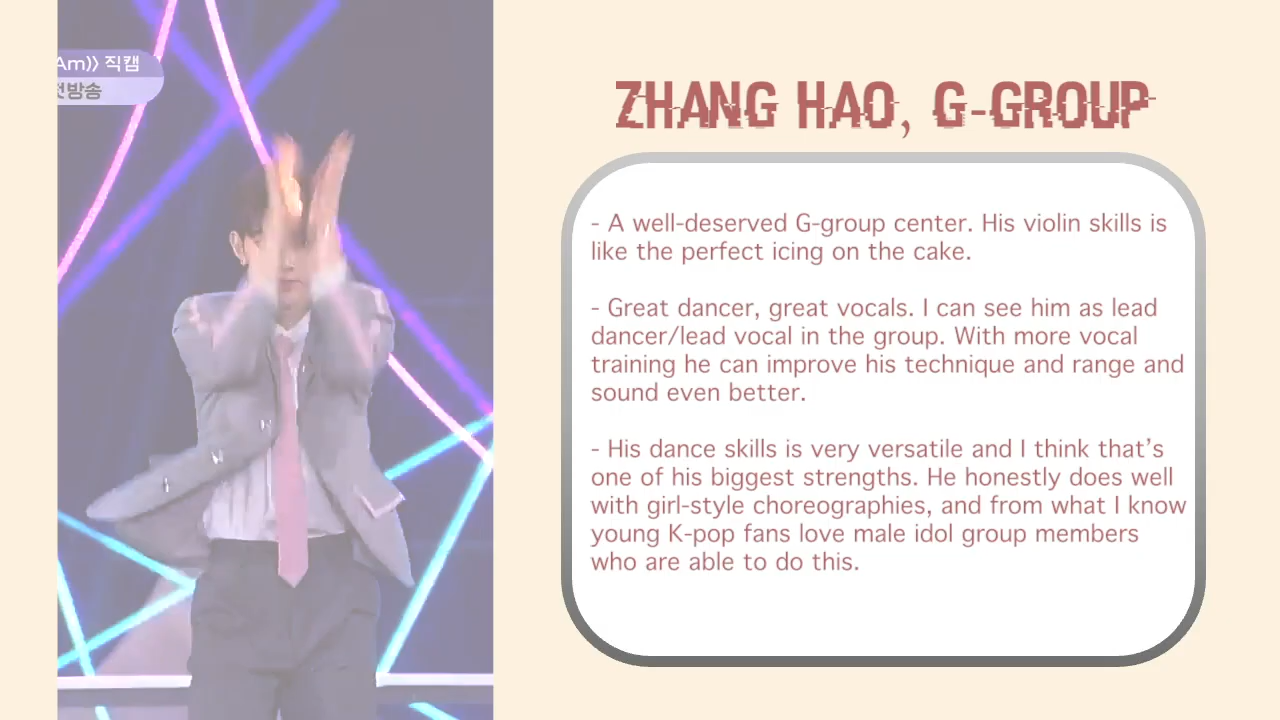 Am)) 직캠
방송
ZHANG HAO, G-GROUP
- A well-deserved G-group center. His violin skills is
like the perfect icing on the cake.
- Great dancer, great vocals. I can see him as lead
dancer/lead vocal in the group. With more vocal
training he can improve his technique and range and
sound even better.
- His dance skills is very versatile and I think that’s
one of his biggest strengths. He honestly does well
with girl-style choreographies, and from what I know
young K-pop fans love male idol group members
who are able to do this.